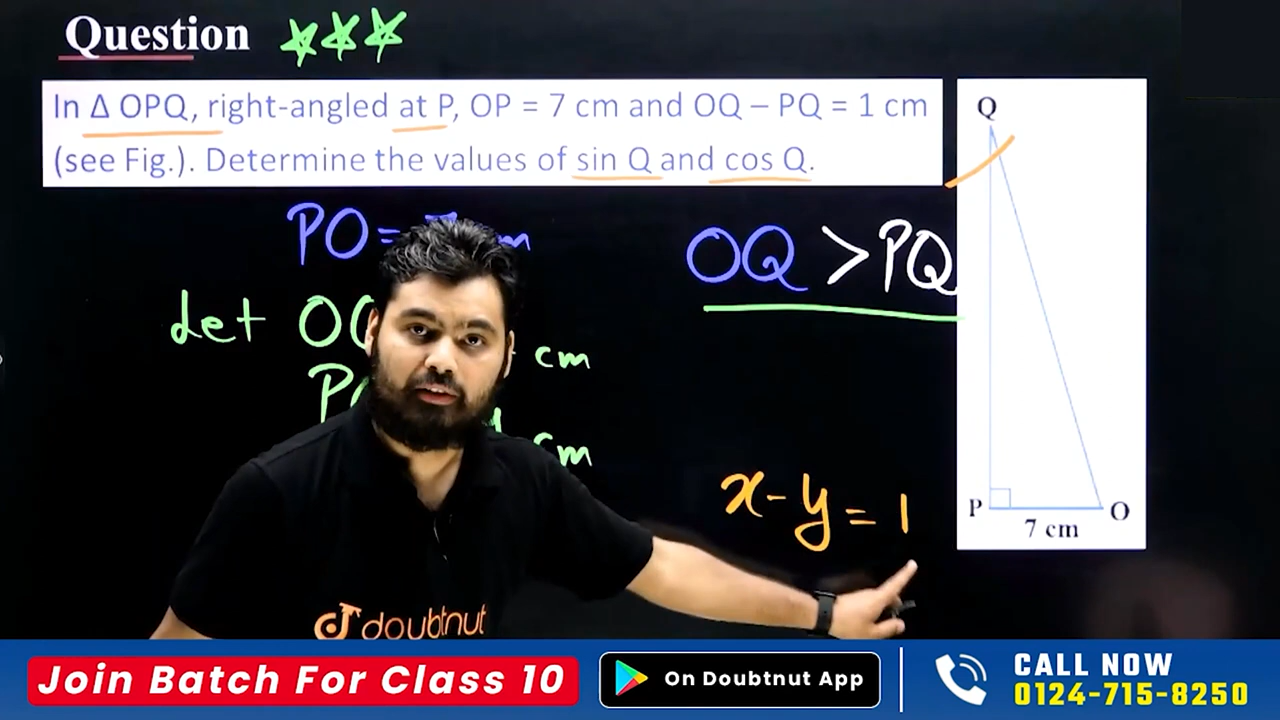 Question
In Δ OPQ, right-angled at P, OP = 7 cm and OQ – PQ = 1 cm
(see Fig.). Determine the values of sin Q and cos Q.
Q
PO=
OQ > PQ
Let
cm
cm
x-y = 1
P
O
7 cm
doubtnut
Join Batch For Class 10
On Doubtnut App
CALL NOW
0124-715-8250